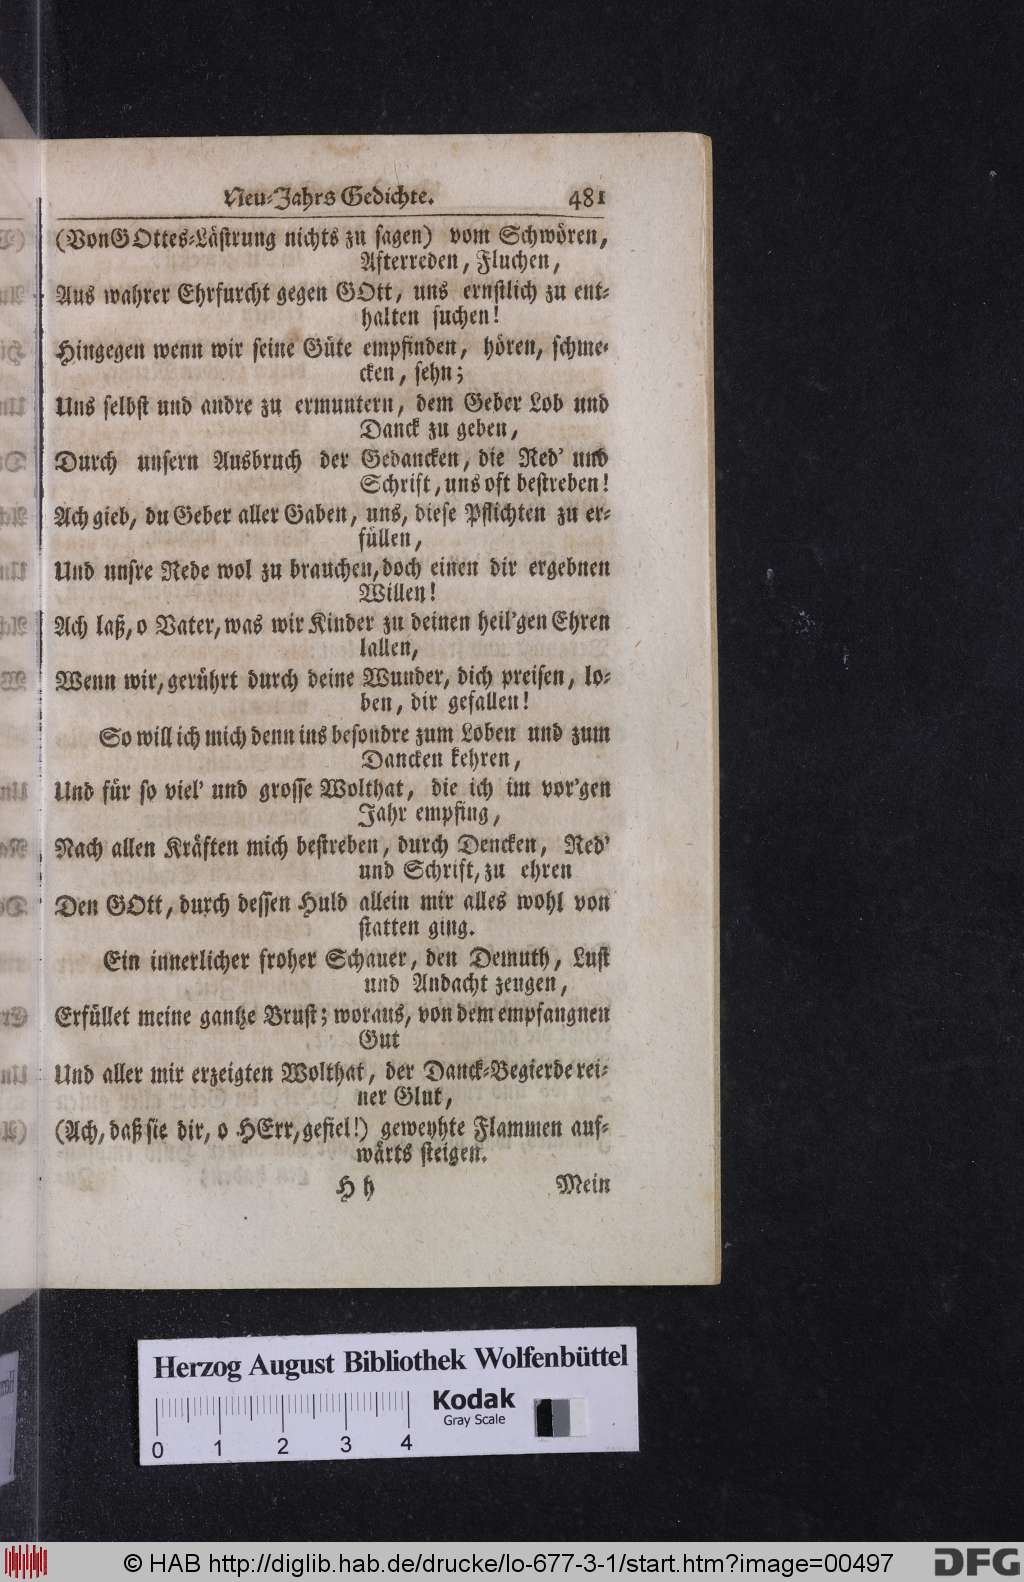 Neu-Jahrs Gedichte. 481
(Von GOttes-Lästrung nichts zu sagen) vom Schwören,
Afterreden, Fluchen,
Aus wahrer Ehrfurcht gegen GOtt, uns ernstlich zu ent-
halten suchen!
Hingegen wenn wir seine Güte empfinden, hören, schme-
cken, sehn;
Uns selbst und andre zu ermuntern, dem Geber Lob und
Danck zu geben,
Durch unsern Ausbruch der Gedancken, die Red' und
Schrift, uns oft bestreben!
Ach gieb, du Geber aller Gaben, uns, diese Pflichten zu er-
füllen,
Und unsre Rede wol zu brauchen, doch einen dir ergebnen
Willen!
Ach laß, o Vater, was wir Kinder zu deinen heil'gen Ehren
lallen,
Wenn wir, gerührt durch deine Wunder, dich preisen, lo-
ben, dir gefallen!
So will ich mich denn ins besondre zum Loben und zum
Dancken kehren,
Und für so viel' und grosse Wolthat, die ich im vor'gen
Jahr empfing,
Nach allen Kräften mich bestreben, durch Dencken, Red'
und Schrift, zu ehren
Den GOtt, durch dessen Huld allein mir alles wohl von
statten ging.
Ein innerlicher froher Schauer, den Demuth, Lust
und Andacht zeugen,
Erfüllet meine gantze Brust; woraus, von dem empfangnen
Gut
Und aller mir erzeigten Wolthat, der Danck-Begierde rei-
ner Glut,
(Ach, daß sie dir, o HErr, gefiel!) geweyhte Flammen auf-
wärts steigen.
H h Mein
Herzog August Bibliothek Wolfenbüttel
Kodak
Gray Scale
0 1 2 3 4
© HAB http://diglib.hab.de/drucke/lo-677-3-1/start.htm?image=00497
DFG